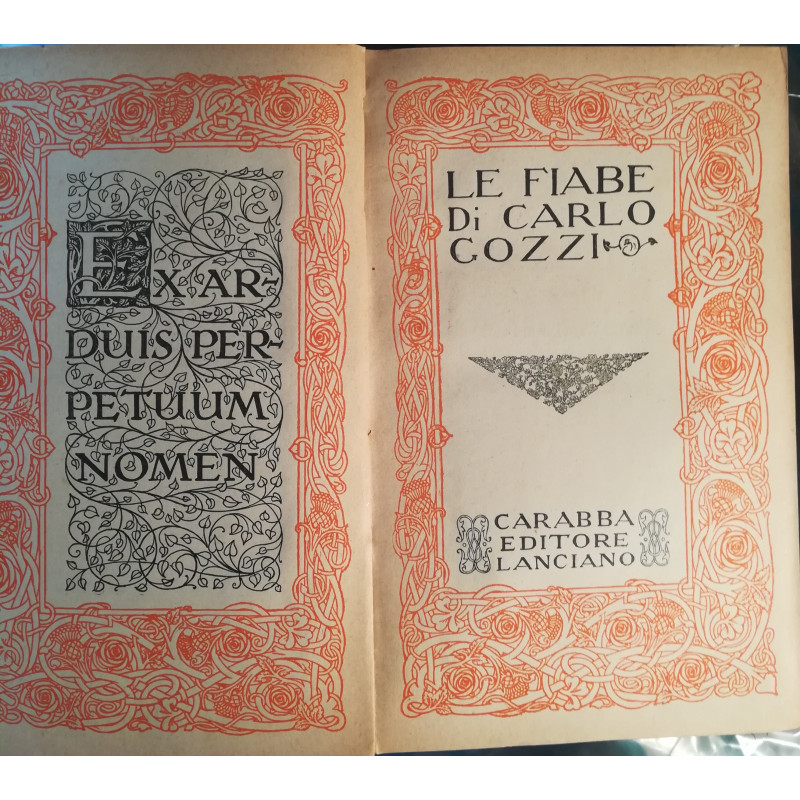 EX AR-
DUIS PER-
PETUUM
NOMEN
LE FIABE
Di CARLO
GOZZI
CARABBA
EDITORE
LANCIANO